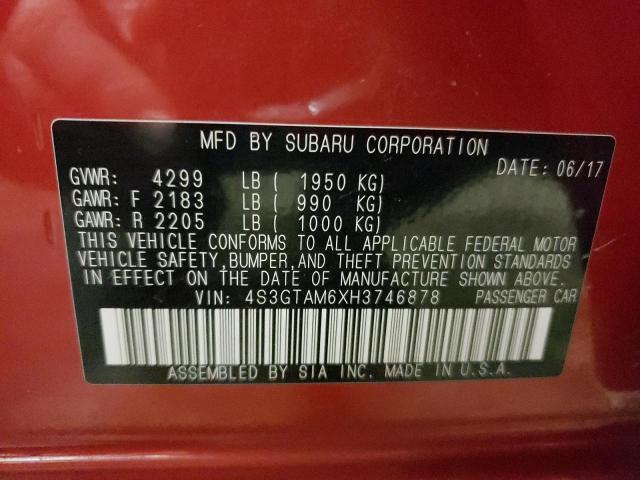 MFD BY SUBARU CORPORATION
DATE: 06/17
GVWR: 4299 LB ( 1950 KG)
GAWR: F 2183 LB ( 990 KG)
GAWR: R 2205 LB ( 1000 KG)
THIS VEHICLE CONFORMS TO ALL APPLICABLE FEDERAL MOTOR
VEHICLE SAFETY, BUMPER, AND THEFT PREVENTION STANDARDS
IN EFFECT ON THE DATE OF MANUFACTURE SHOWN ABOVE.
VIN: 4S3GTAM6XH3746878 PASSENGER CAR
ASSEMBLED BY SIA INC. MADE IN U.S.A.